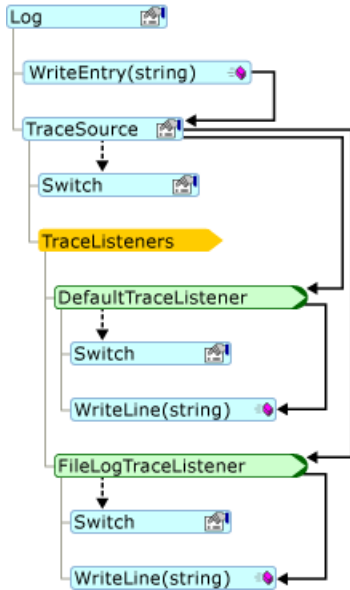 Log
WriteEntry(string)
TraceSource
Switch
TraceListeners
DefaultTraceListener
Switch
WriteLine(string)
FileLogTraceListener
Switch
WriteLine(string)